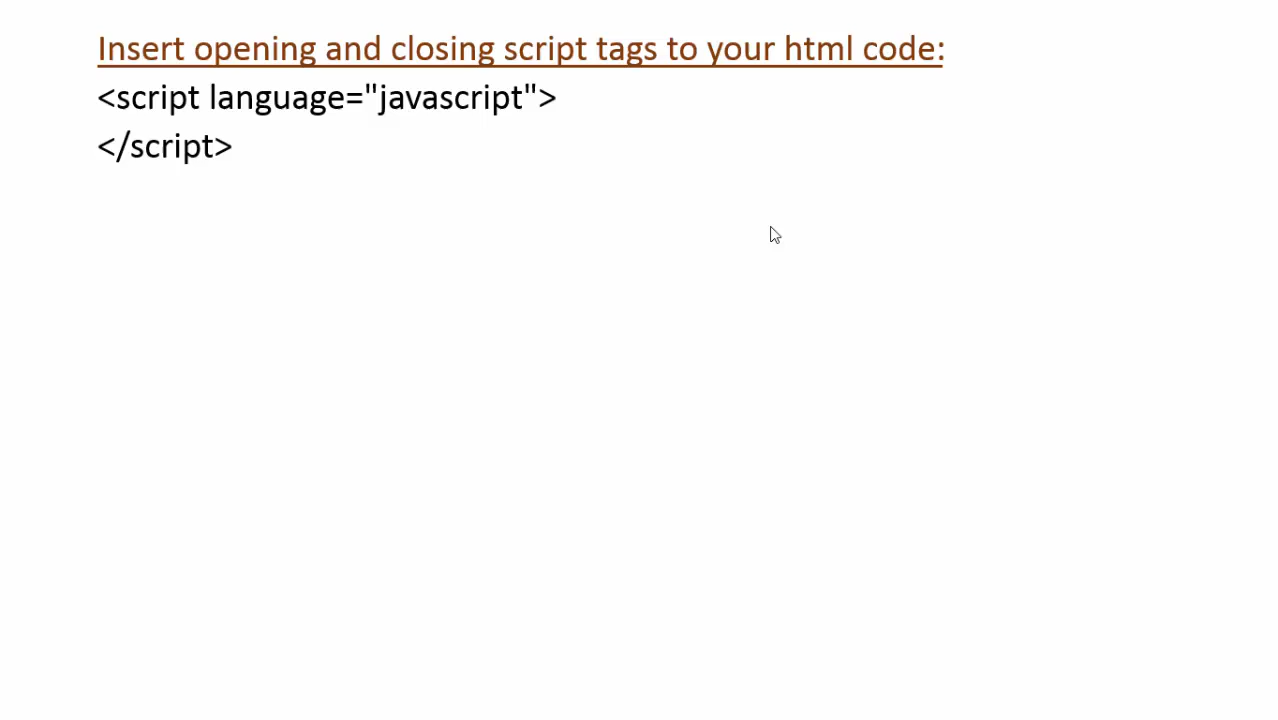 Insert opening and closing script tags to your html code:
<script language="javascript">
</script>